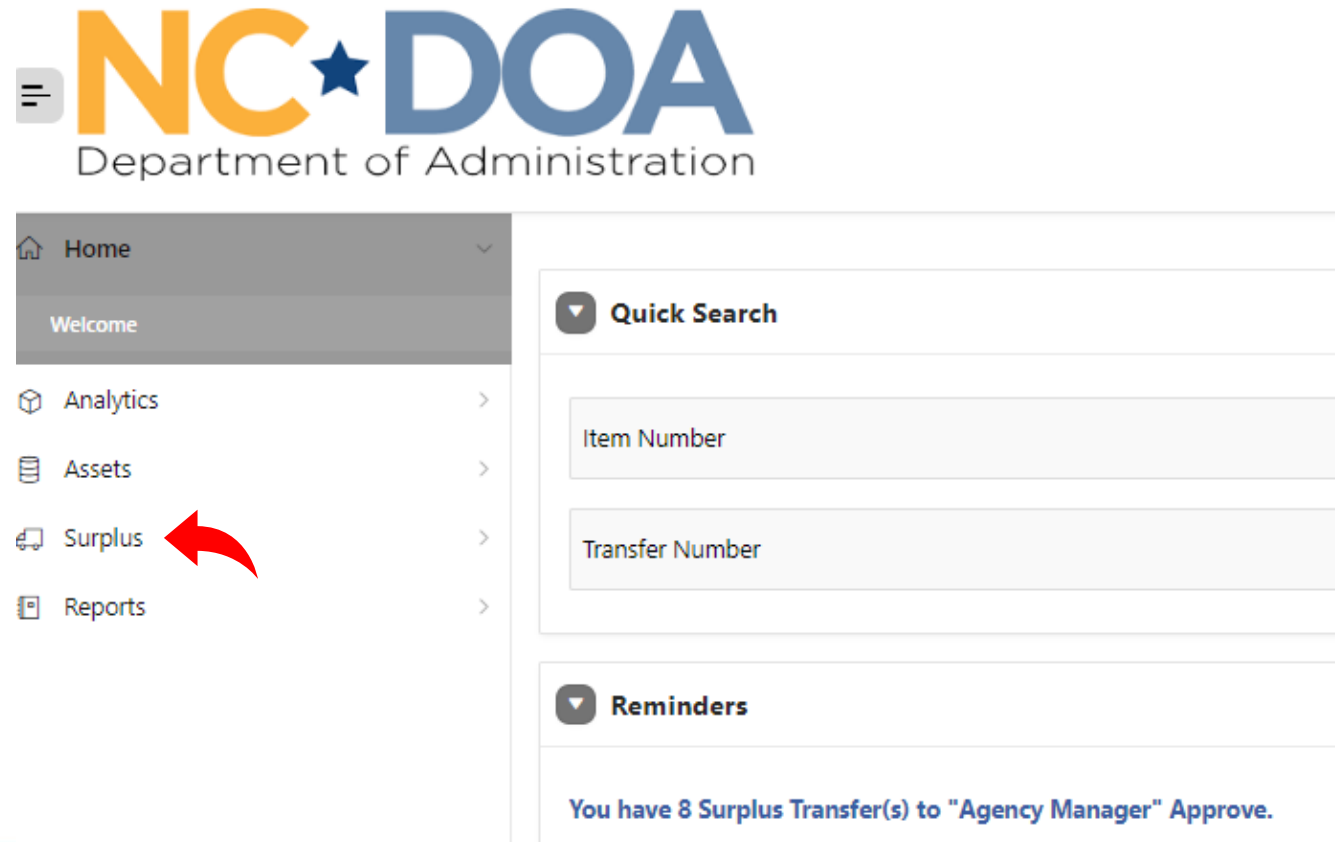 NC DOA
Department of Administration
Home
Welcome
Analytics
Assets
Surplus
Reports
Quick Search
Item Number
Transfer Number
Reminders
You have 8 Surplus Transfer(s) to "Agency Manager" Approve.